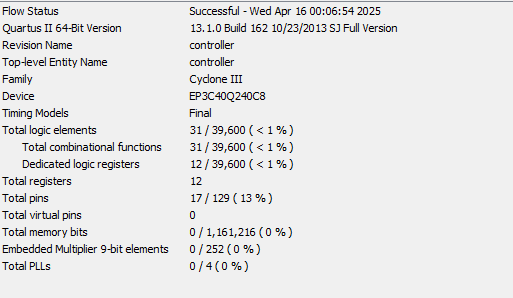 Flow Status Successful - Wed Apr 16 00:06:54 2025
Quartus II 64-Bit Version 13.1.0 Build 162 10/23/2013 SJ Full Version
Revision Name controller
Top-level Entity Name controller
Family Cyclone III
Device EP3C40Q240C8
Timing Models Final
Total logic elements 31 / 39,600 ( < 1 % )
Total combinational functions 31 / 39,600 ( < 1 % )
Dedicated logic registers 12 / 39,600 ( < 1 % )
Total registers 12
Total pins 17 / 129 ( 13 % )
Total virtual pins 0
Total memory bits 0 / 1,161,216 ( 0 % )
Embedded Multiplier 9-bit elements 0 / 252 ( 0 % )
Total PLLs 0 / 4 ( 0 % )